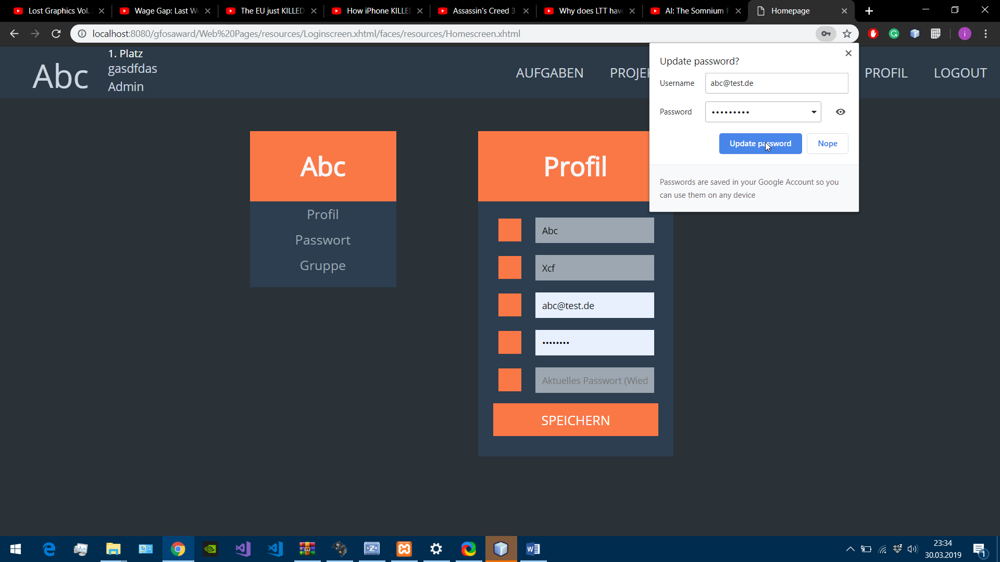 Lost Graphics Vol.
Wage Gap: Last W
The EU just KILLED
How iPhone KILLE
Assassin's Creed 3
Why does LTT hav
AI: The Somnium F
Homepage
localhost:8080/gfosaward/Web%20Pages/resources/Loginscreen.xhtml/faces/resources/Homescreen.xhtml
Abc
1. Platz
gasdfdas
Admin
AUFGABEN
PROJEK
PROFIL
LOGOUT
Update password?
Username
abc@test.de
Password
•••••••••
Update password
Nope
Passwords are saved in your Google Account so you
can use them on any device
Abc
Profil
Passwort
Gruppe
Profil
Abc
Xcf
abc@test.de
••••••••
Aktuelles Passwort (Wied
SPEICHERN
23:34
30.03.2019
1